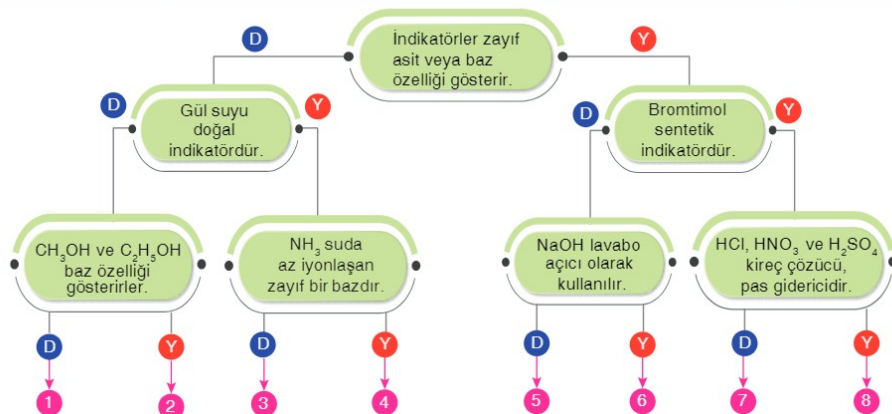 İndikatörler zayıf
asit veya baz
özelliği gösterir.
D
Y
Gül suyu
doğal
indikatördür.
D
Y
Bromtimol
sentetik
indikatördür.
D
Y
CH₃OH ve C₂H₅OH
baz özelliği
gösterirler.
NH₃ suda
az iyonlaşan
zayıf bir bazdır.
NaOH lavabo
açıcı olarak
kullanılır.
HCl, HNO₃ ve H₂SO₄
kireç çözücü,
pas gidericidir.
D
Y
D
Y
D
Y
D
Y
1
2
3
4
5
6
7
8